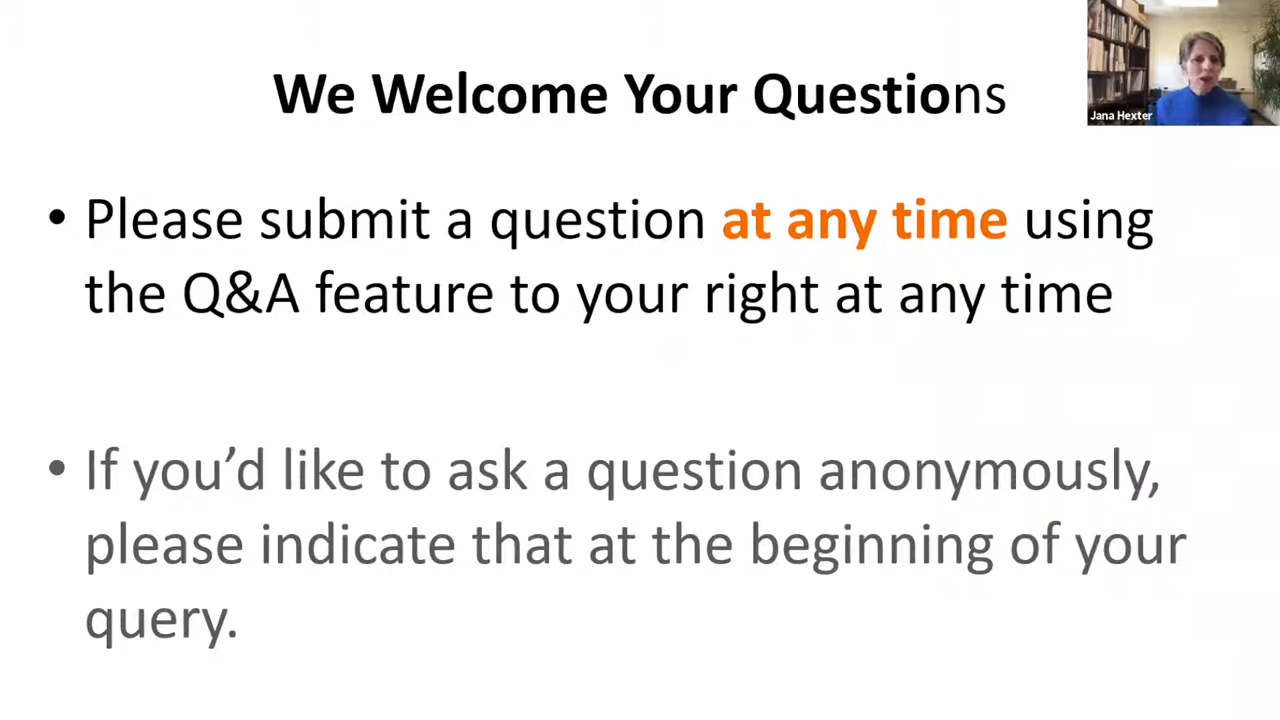 We Welcome Your Questions
Jana Hexter
• Please submit a question at any time using
the Q&A feature to your right at any time
• If you’d like to ask a question anonymously,
please indicate that at the beginning of your
query.